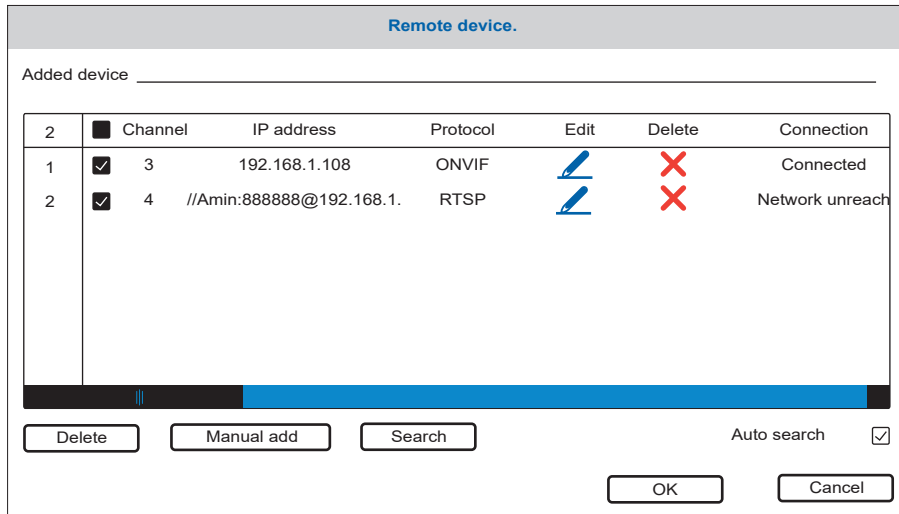 Remote device.
Added device
2 Channel IP address Protocol Edit Delete Connection
1 3 192.168.1.108 ONVIF Connected
2 4 //Amin:888888@192.168.1. RTSP Network unreach
Delete Manual add Search Auto search
OK Cancel